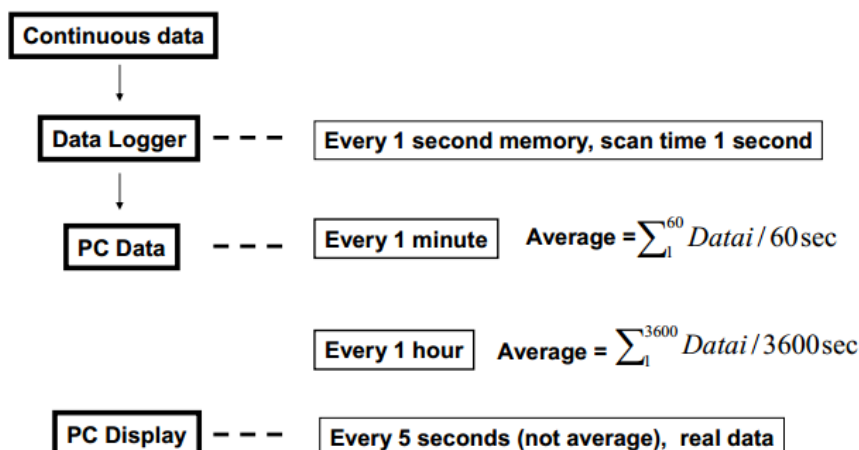 Continuous data
Data Logger
Every 1 second memory, scan time 1 second
PC Data
Every 1 minute
Average = ∑₁⁶⁰ Datai / 60sec
Every 1 hour
Average = ∑₁³⁶⁰⁰ Datai / 3600sec
PC Display
Every 5 seconds (not average), real data